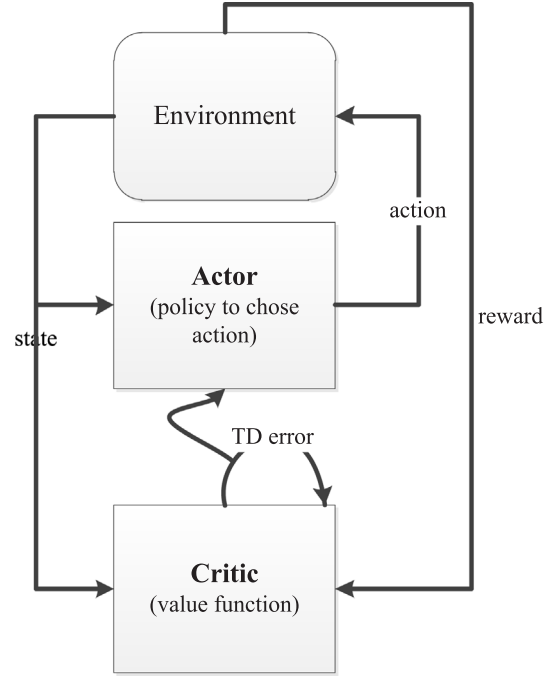 Environment
action
Actor
(policy to chose
action)
reward
state
TD error
Critic
(value function)